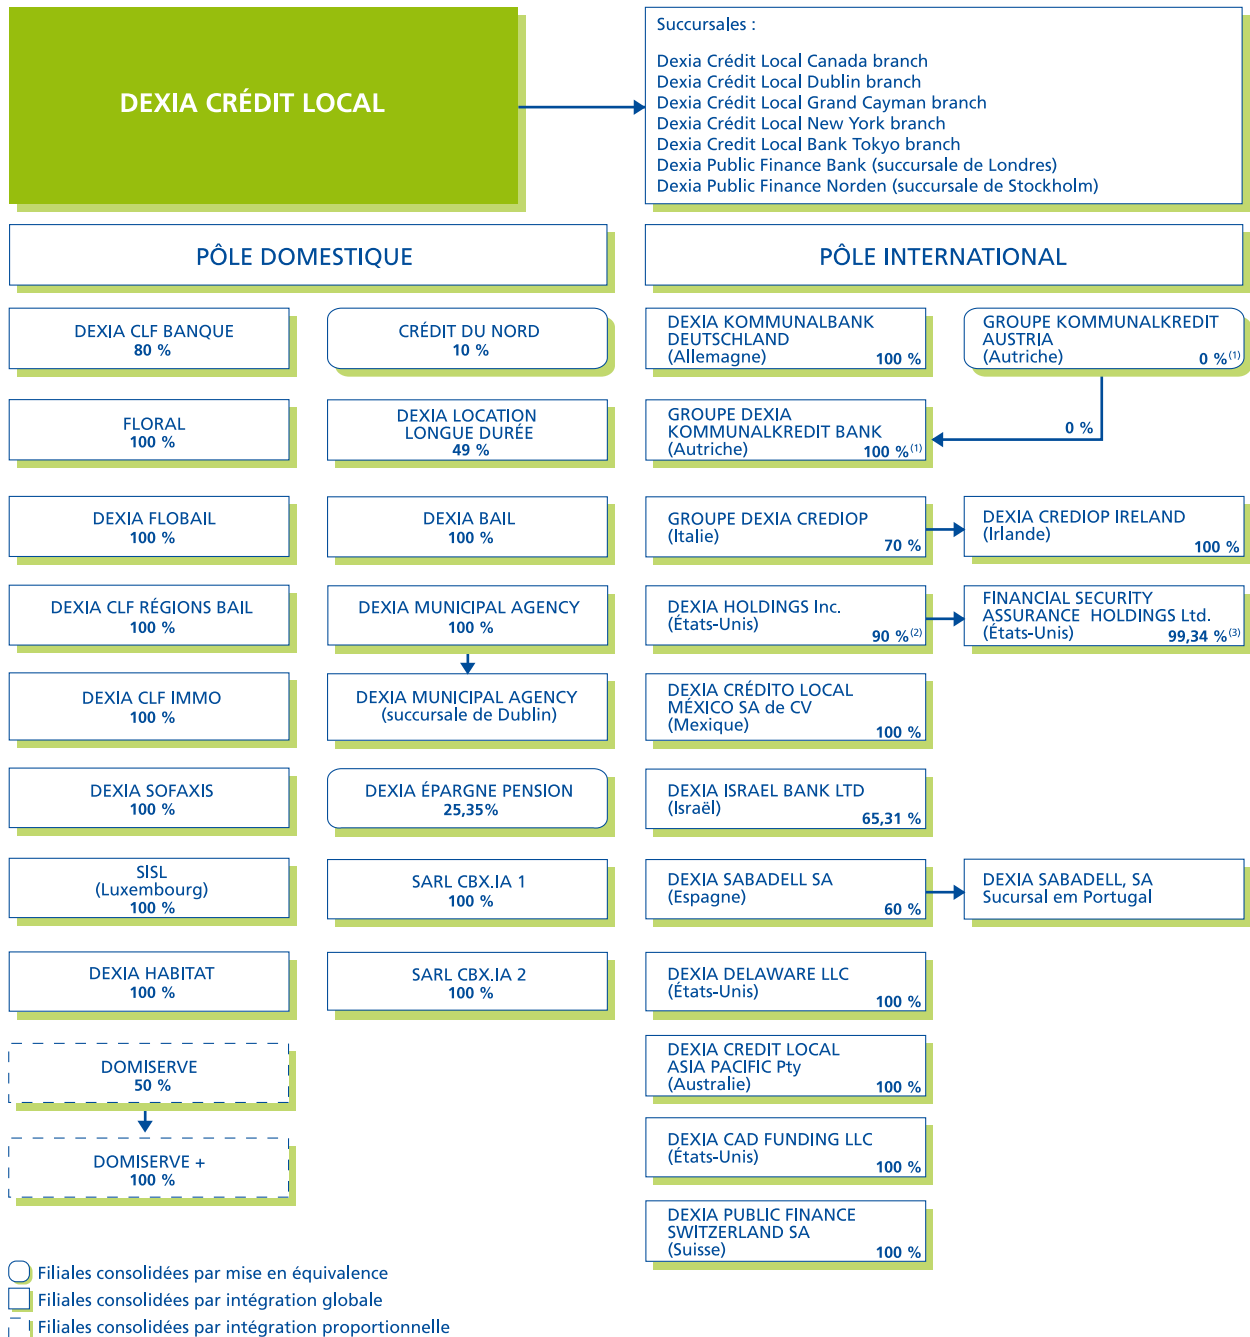 DEXIA CRÉDIT LOCAL
Succursales :
Dexia Crédit Local Canada branch
Dexia Crédit Local Dublin branch
Dexia Crédit Local Grand Cayman branch
Dexia Crédit Local New York branch
Dexia Credit Local Bank Tokyo branch
Dexia Public Finance Bank (succursale de Londres)
Dexia Public Finance Norden (succursale de Stockholm)
PÔLE DOMESTIQUE
DEXIA CLF BANQUE
80 %
CRÉDIT DU NORD
10 %
FLORAL
100 %
DEXIA LOCATION
LONGUE DURÉE
49 %
DEXIA FLOBAIL
100 %
DEXIA BAIL
100 %
DEXIA CLF RÉGIONS BAIL
100 %
DEXIA MUNICIPAL AGENCY
100 %
DEXIA CLF IMMO
100 %
DEXIA MUNICIPAL AGENCY
(succursale de Dublin)
DEXIA SOFAXIS
100 %
DEXIA ÉPARGNE PENSION
25,35%
SISL
(Luxembourg)
100 %
SARL CBX.IA 1
100 %
DEXIA HABITAT
100 %
SARL CBX.IA 2
100 %
DOMISERVE
50 %
DOMISERVE +
100 %
PÔLE INTERNATIONAL
DEXIA KOMMUNALBANK
DEUTSCHLAND
(Allemagne) 100 %
GROUPE KOMMUNALKREDIT
AUSTRIA
(Autriche) 0 %(1)
GROUPE DEXIA
KOMMUNALKREDIT BANK
(Autriche) 100 %(1)
0 %
GROUPE DEXIA CREDIOP
(Italie)
70 %
DEXIA CREDIOP IRELAND
(Irlande)
100 %
DEXIA HOLDINGS Inc.
(États-Unis)
90 %(2)
FINANCIAL SECURITY
ASSURANCE HOLDINGS Ltd.
(États-Unis) 99,34 %(3)
DEXIA CRÉDITO LOCAL
MÉXICO SA de CV
(Mexique) 100 %
DEXIA ISRAEL BANK LTD
(Israël)
65,31 %
DEXIA SABADELL SA
(Espagne)
60 %
DEXIA SABADELL, SA
Sucursal em Portugal
DEXIA DELAWARE LLC
(États-Unis)
100 %
DEXIA CREDIT LOCAL
ASIA PACIFIC Pty
(Australie) 100 %
DEXIA CAD FUNDING LLC
(États-Unis)
100 %
DEXIA PUBLIC FINANCE
SWITZERLAND SA
(Suisse) 100 %
Filiales consolidées par mise en équivalence
Filiales consolidées par intégration globale
Filiales consolidées par intégration proportionnelle